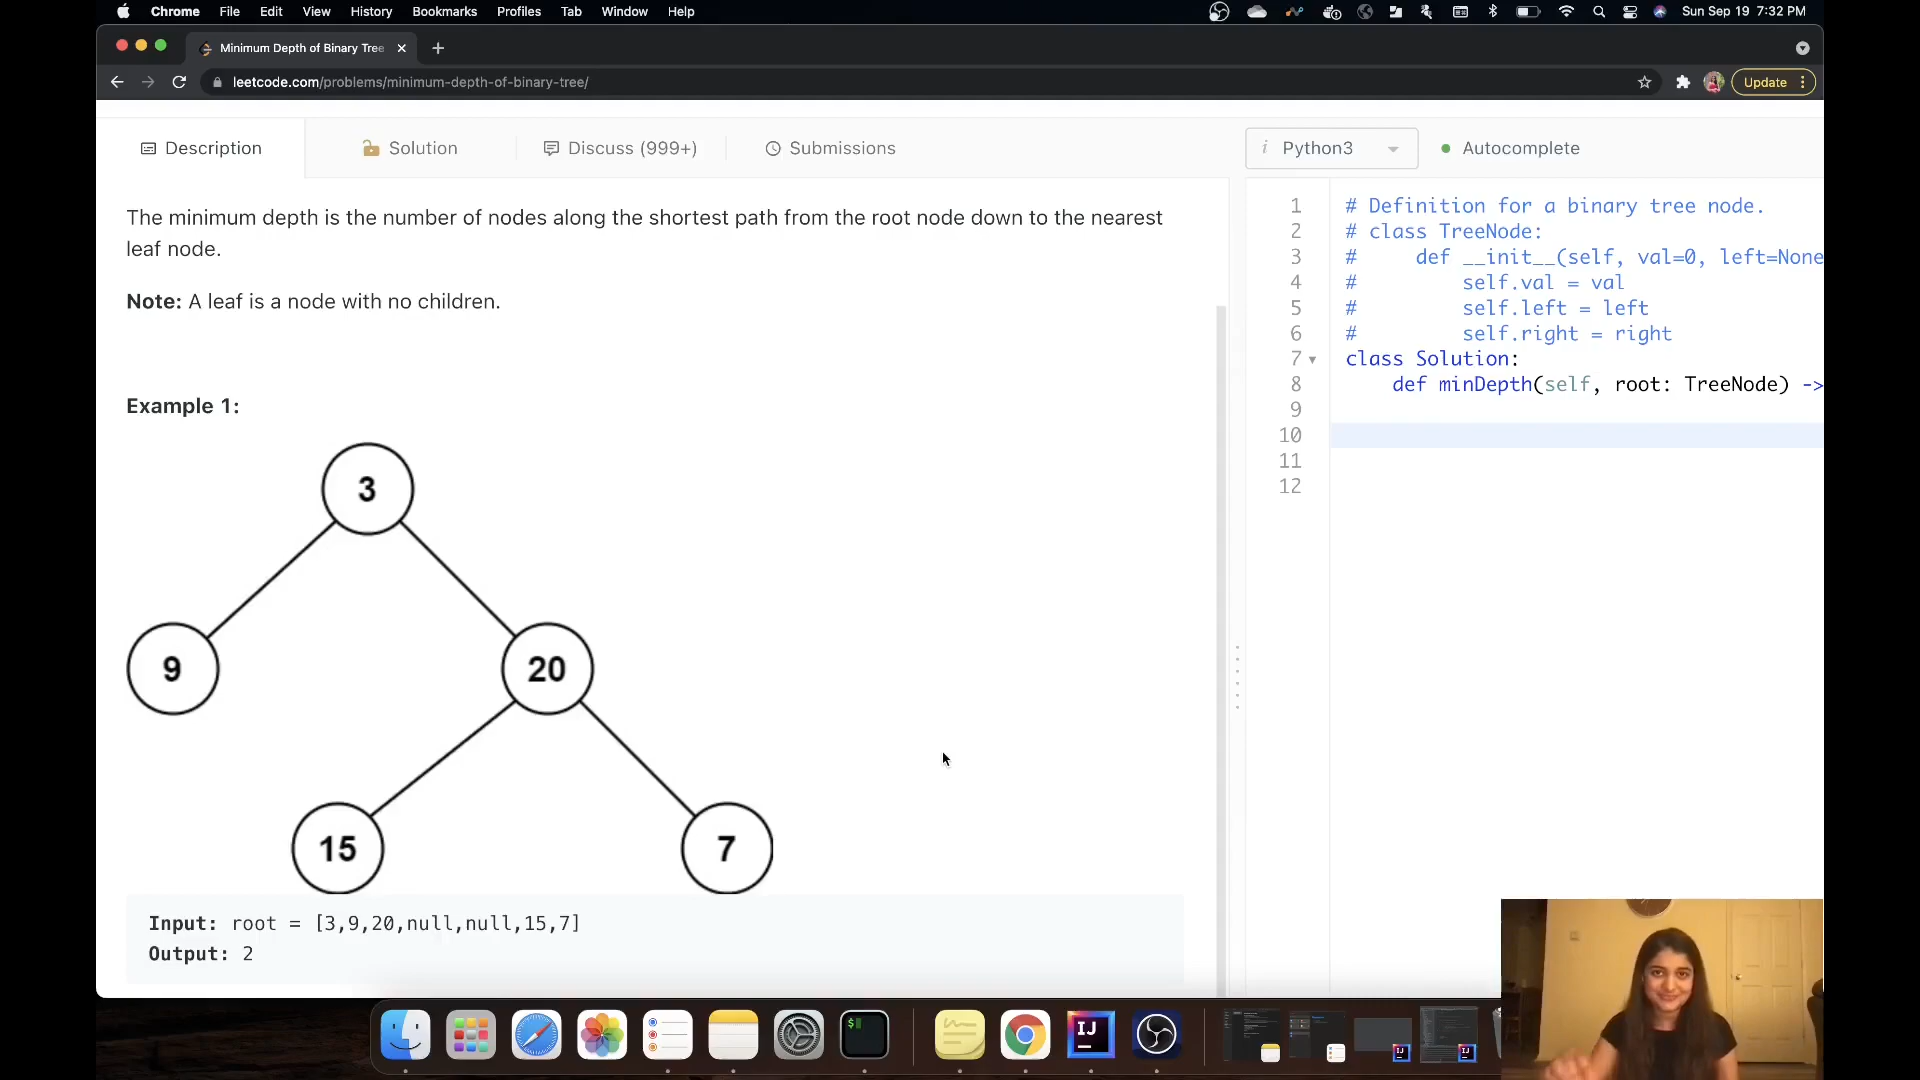 Chrome File Edit View History Bookmarks Profiles Tab Window Help Sun Sep 19 7:32 PM
Minimum Depth of Binary Tree
leetcode.com/problems/minimum-depth-of-binary-tree/ Update
Description Solution Discuss (999+) Submissions
i Python3 Autocomplete
The minimum depth is the number of nodes along the shortest path from the root node down to the nearest
leaf node.
Note: A leaf is a node with no children.
Example 1:
3
9 20
15 7
Input: root = [3,9,20,null,null,15,7]
Output: 2
1 # Definition for a binary tree node.
2 # class TreeNode:
3 #     def __init__(self, val=0, left=None
4 #         self.val = val
5 #         self.left = left
6 #         self.right = right
7 class Solution:
8     def minDepth(self, root: TreeNode) ->
9
10
11
12
$
IJ
IJ
IJ